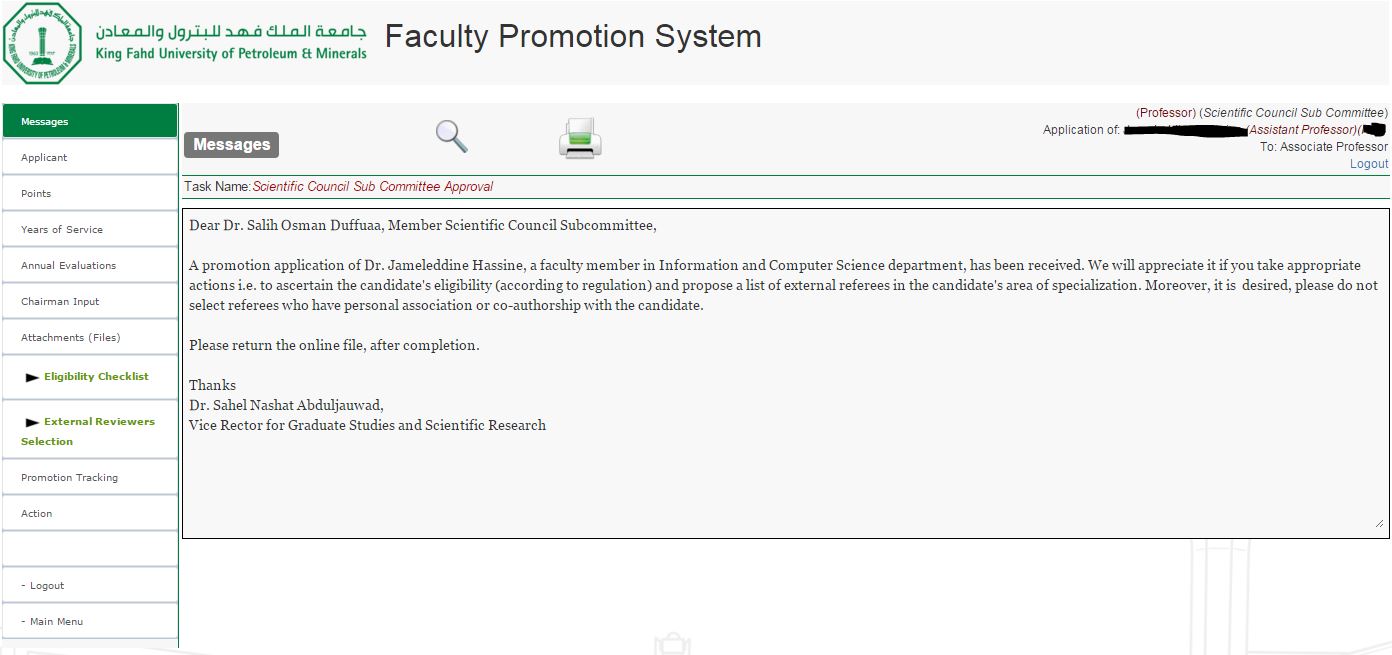 جامعة الملك فهد للبترول والمعادن
King Fahd University of Petroleum & Minerals
Faculty Promotion System
Messages
Applicant
Points
Years of Service
Annual Evaluations
Chairman Input
Attachments (Files)
Eligibility Checklist
External Reviewers
Selection
Promotion Tracking
Action
- Logout
- Main Menu
Messages
(Professor) (Scientific Council Sub Committee)
Application of: (Assistant Professor)(
To: Associate Professor
Logout
Task Name:Scientific Council Sub Committee Approval
Dear Dr. Salih Osman Duffuaa, Member Scientific Council Subcommittee,
A promotion application of Dr. Jameleddine Hassine, a faculty member in Information and Computer Science department, has been received. We will appreciate it if you take appropriate
actions i.e. to ascertain the candidate's eligibility (according to regulation) and propose a list of external referees in the candidate's area of specialization. Moreover, it is desired, please do not
select referees who have personal association or co-authorship with the candidate.
Please return the online file, after completion.
Thanks
Dr. Sahel Nashat Abduljauwad,
Vice Rector for Graduate Studies and Scientific Research